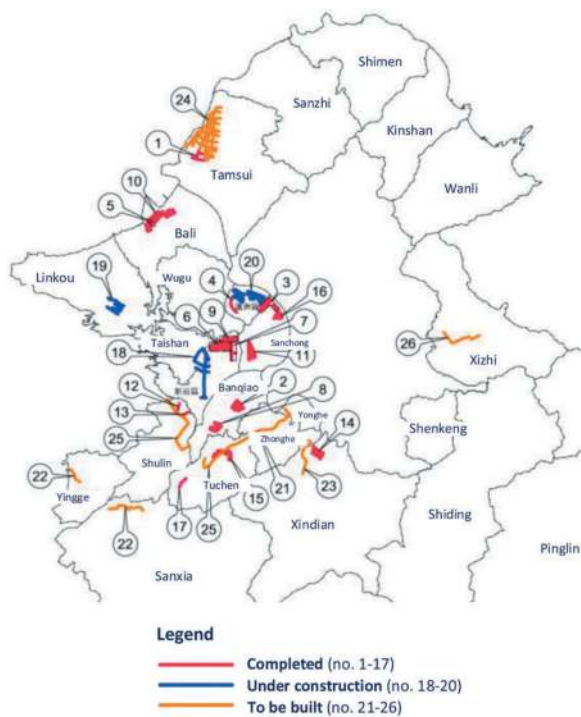 Shimen
24
Sanzhi
Kinshan
1
Tamsui
Wanli
10
5
Bali
Linkou
19
Wugu
20
4
3
16
9
6
7
Taishan
Sanchong
18
11
26
Xizhi
Banqiao
2
8
12
Yonghe
13
14
Shenkeng
25
Zhonghe
Shulin
22
Yingge
Tuchen
15
21
23
17
25
Xindian
Shiding
22
Pinglin
Sanxia
Legend
Completed (no. 1-17)
Under construction (no. 18-20)
To be built (no. 21-26)